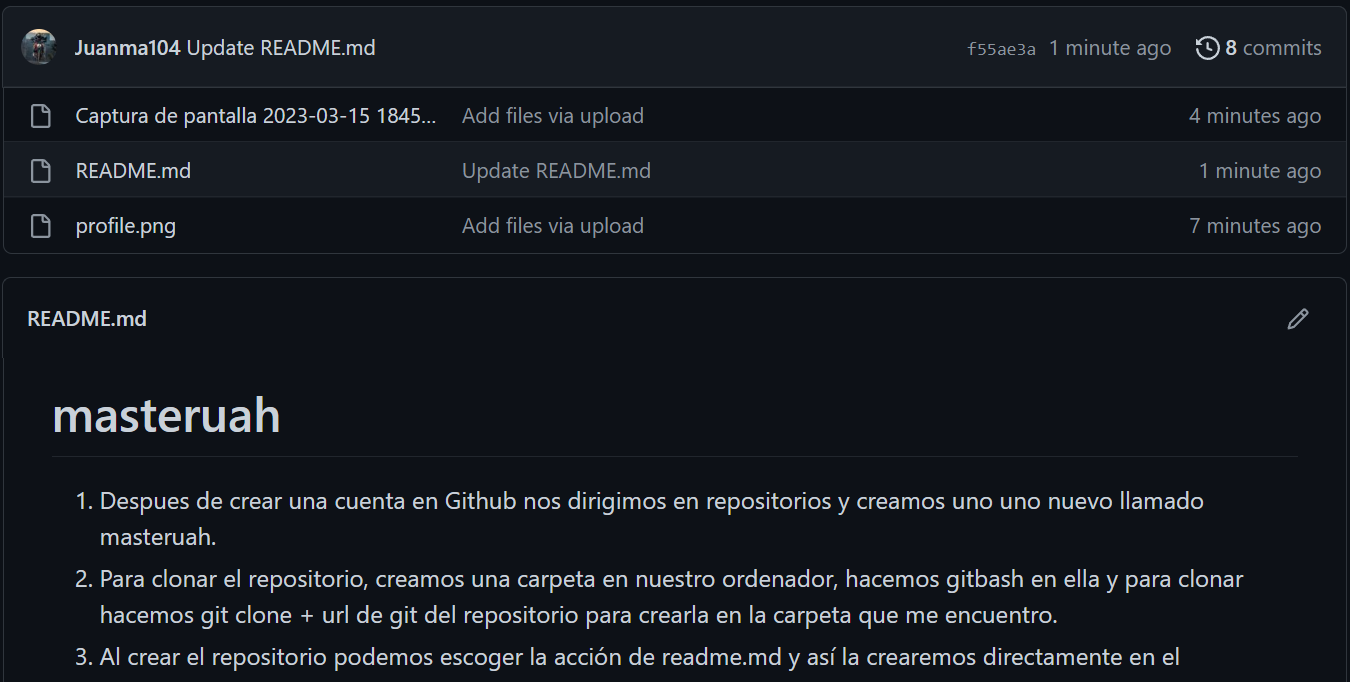 Juanma104 Update README.md f55ae3a 1 minute ago 8 commits
Captura de pantalla 2023-03-15 1845... Add files via upload 4 minutes ago
README.md Update README.md 1 minute ago
profile.png Add files via upload 7 minutes ago
README.md
masteruah
1. Despues de crear una cuenta en Github nos dirigimos en repositorios y creamos uno uno nuevo llamado
masteruah.
2. Para clonar el repositorio, creamos una carpeta en nuestro ordenador, hacemos gitbash en ella y para clonar
hacemos git clone + url de git del repositorio para crearla en la carpeta que me encuentro.
3. Al crear el repositorio podemos escoger la acción de readme.md y así la crearemos directamente en el